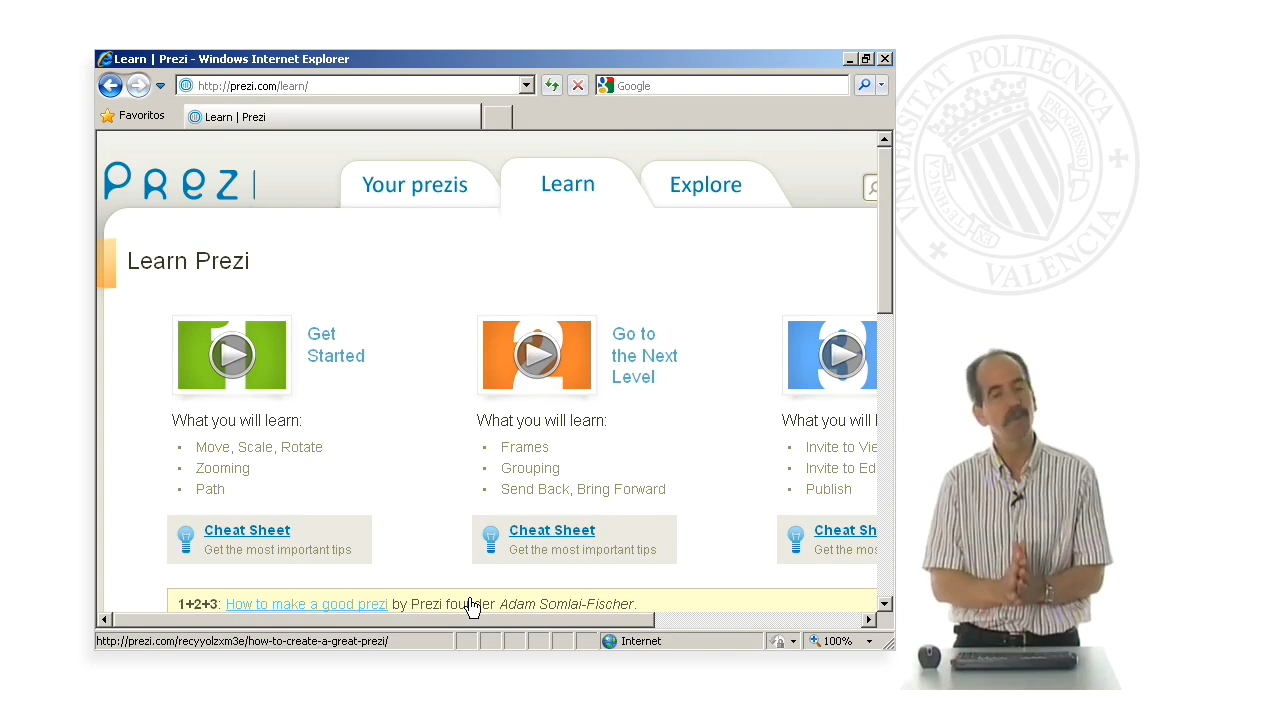 Learn | Prezi - Windows Internet Explorer
http://prezi.com/learn/
Google
Favoritos
Learn | Prezi
Prezi
Your prezis
Learn
Explore
Learn Prezi
Get
Started
Go to
the Next
Level
What you will learn:
What you will learn:
What you will l
• Move, Scale, Rotate
• Zooming
• Path
• Frames
• Grouping
• Send Back, Bring Forward
• Invite to Vie
• Invite to Ed
• Publish
Cheat Sheet
Get the most important tips
Cheat Sheet
Get the most important tips
Cheat Sh
Get the mos
1+2+3: How to make a good prezi by Prezi founder Adam Somlai-Fischer.
http://prezi.com/recyyolzxm3e/how-to-create-a-great-prezi/
Internet
100%
UNIVERSITAT POLITÈCNICA
VALÈNCIA